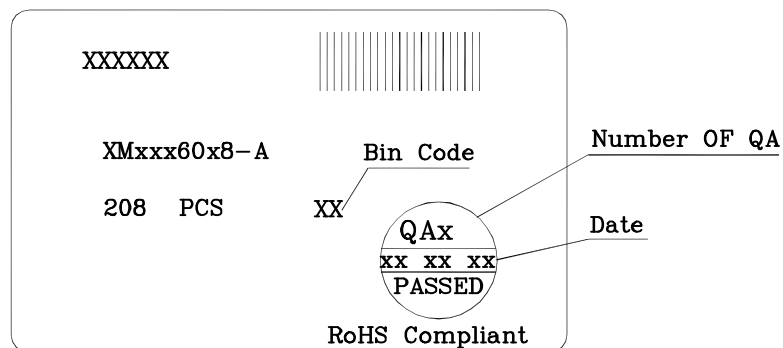 XXXXXX
Number OF QA
XMxxx60x8-A
Bin Code
208 PCS
XX
QAx
Date
xx xx xx
PASSED
RoHS Compliant